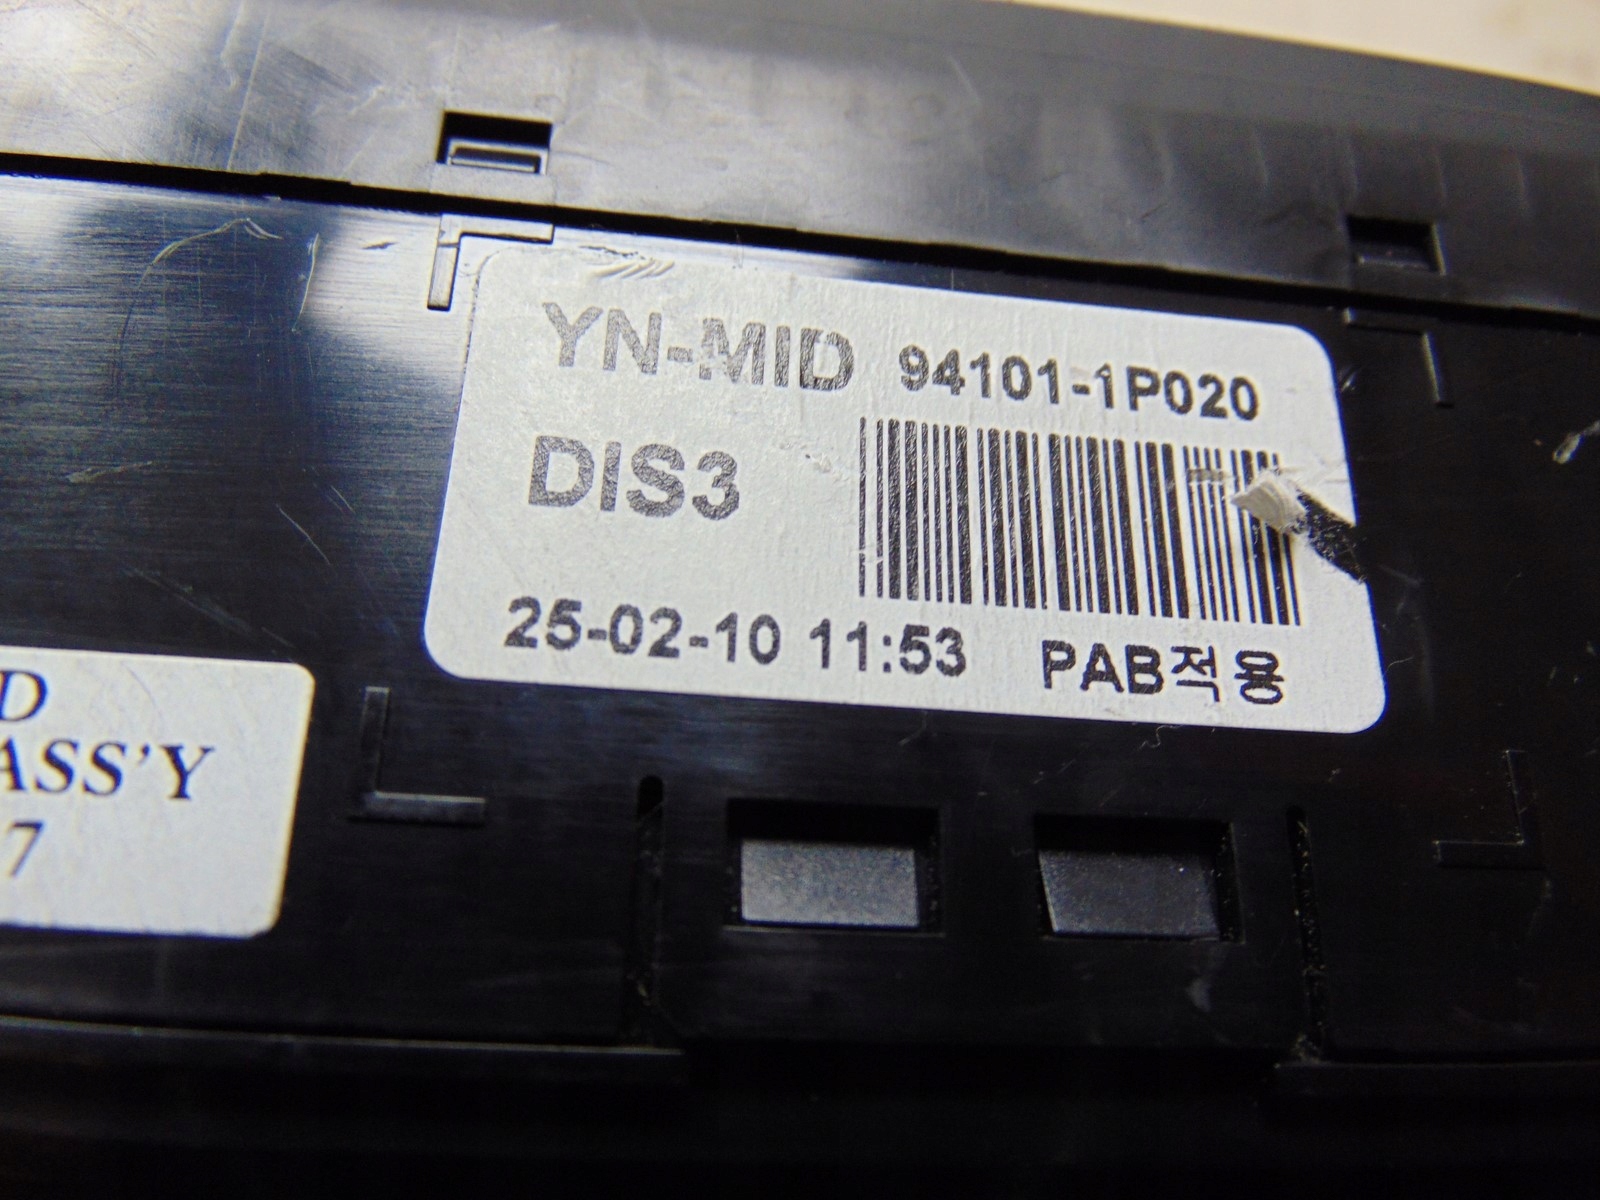 YN-MID 94101-1P020
DIS3
25-02-10 11:53 PAB적용
D
ASS'Y
7